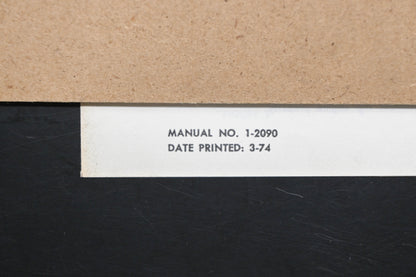 MANUAL NO. 1-2090
DATE PRINTED: 3-74